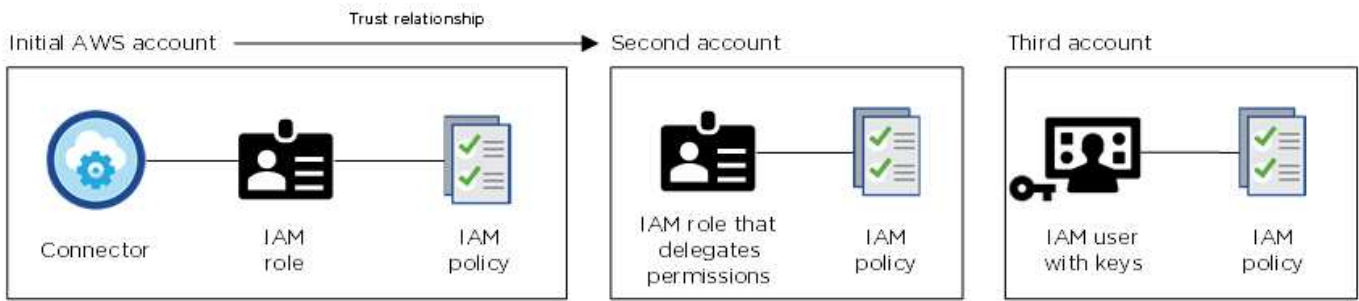 Trust relationship
Initial AWS account
Second account
Third account
Connector
IAM
role
IAM
policy
IAM role that
delegates
permissions
IAM
policy
IAM user
with keys
IAM
policy